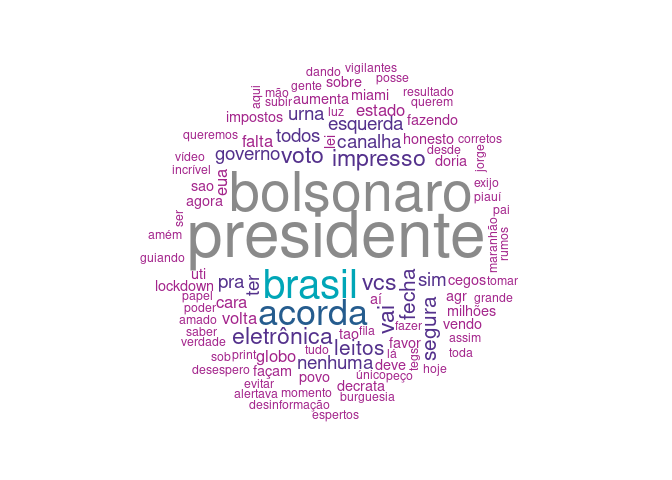 dando vigilantes
gente sobre posse
aqui mão aumenta miami resultado
subir luz estado querem
impostos urna esquerda fazendo
queremos falta todos lei canalha honesto corretos
vídeo governo voto impresso desde doria jorge
incrível
sao eua bolsonaro exijo
agora piauí
ser presidente pai
amém maranhão rumos
guiando
uti pra ter brasil vcs fecha sim cegos tomar
lockdown
papel cara acorda aí vai segura agr grande
poder milhões
amado volta vendo
saber eletrônica tao fila fazer assim
verdade leitos favor
sob print globo tudo lá tegsi toda
desespero façam nenhuma deve hoje
povo único peço
evitar decrata
alertava momento burguesia
desinformação
espertos